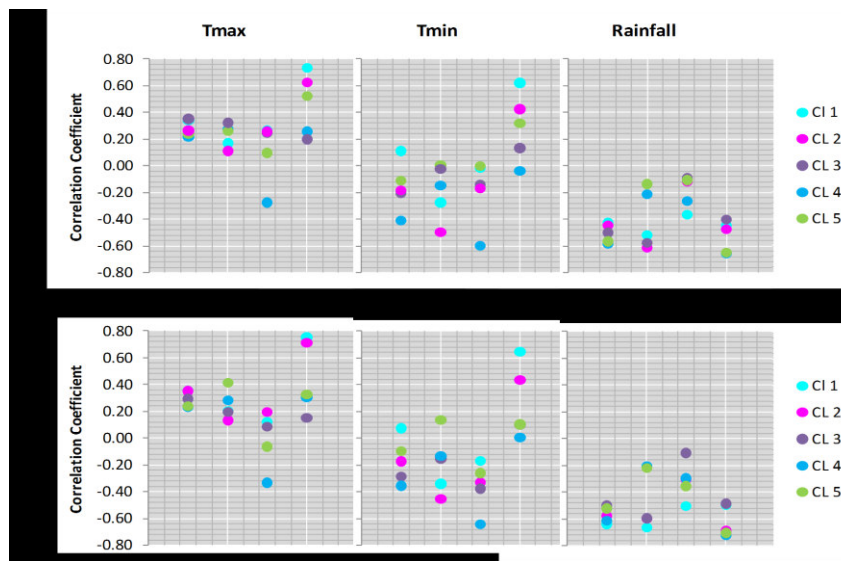 Tmax Tmin Rainfall
Correlation Coefficient
0.80
0.60
0.40
0.20
0.00
-0.20
-0.40
-0.60
-0.80
Cl 1
CL 2
CL 3
CL 4
CL 5
Correlation Coefficient
0.80
0.60
0.40
0.20
0.00
-0.20
-0.40
-0.60
-0.80
Cl 1
CL 2
CL 3
CL 4
CL 5